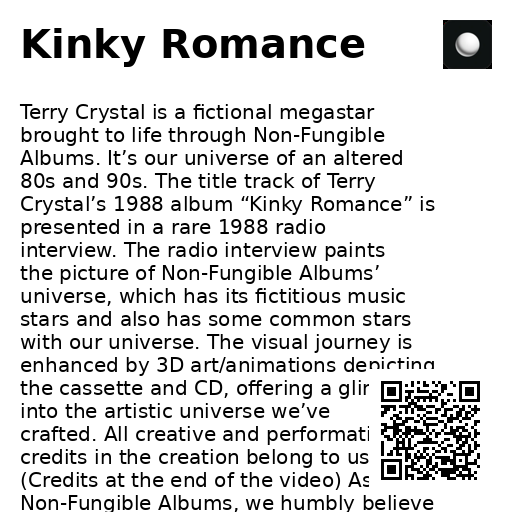 Kinky Romance
Terry Crystal is a fictional megastar
brought to life through Non-Fungible
Albums. It’s our universe of an altered
80s and 90s. The title track of Terry
Crystal’s 1988 album “Kinky Romance” is
presented in a rare 1988 radio
interview. The radio interview paints
the picture of Non-Fungible Albums’
universe, which has its fictitious music
stars and also has some common stars
with our universe. The visual journey is
enhanced by 3D art/animations depicting
the cassette and CD, offering a
into the artistic universe we’ve
crafted. All creative and
credits in the creation belong to us
(Credits at the end of the video) As
Non-Fungible Albums, we humbly believe